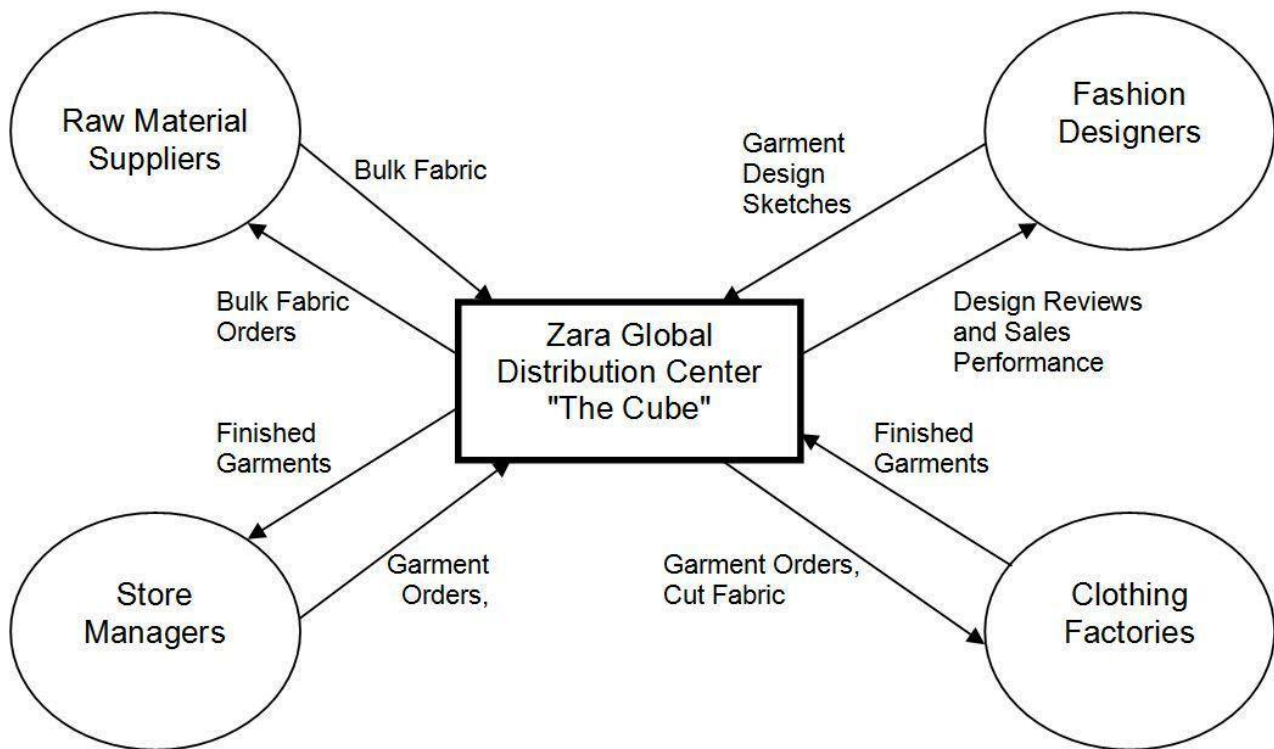 Raw Material
Suppliers
Fashion
Designers
Bulk Fabric
Garment
Design
Sketches
Bulk Fabric
Orders
Zara Global
Distribution Center
"The Cube"
Design Reviews
and Sales
Performance
Finished
Garments
Finished
Garments
Store
Managers
Garment
Orders,
Garment Orders,
Cut Fabric
Clothing
Factories